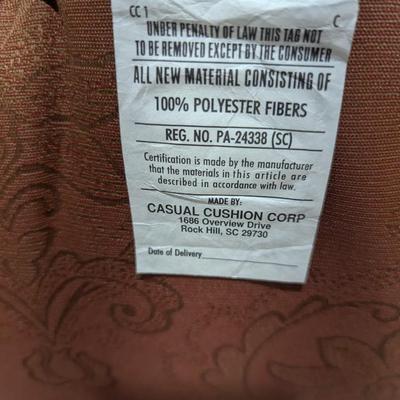 CC 1 C
UNDER PENALTY OF LAW THIS TAG NOT
TO BE REMOVED EXCEPT BY THE CONSUMER
ALL NEW MATERIAL CONSISTING OF
100% POLYESTER FIBERS
REG. NO. PA-24338 (SC)
Certification is made by the manufacturer
that the materials in this article are
described in accordance with law.
MADE BY:
CASUAL CUSHION CORP
1686 Overview Drive
Rock Hill, SC 29730
Date of Delivery